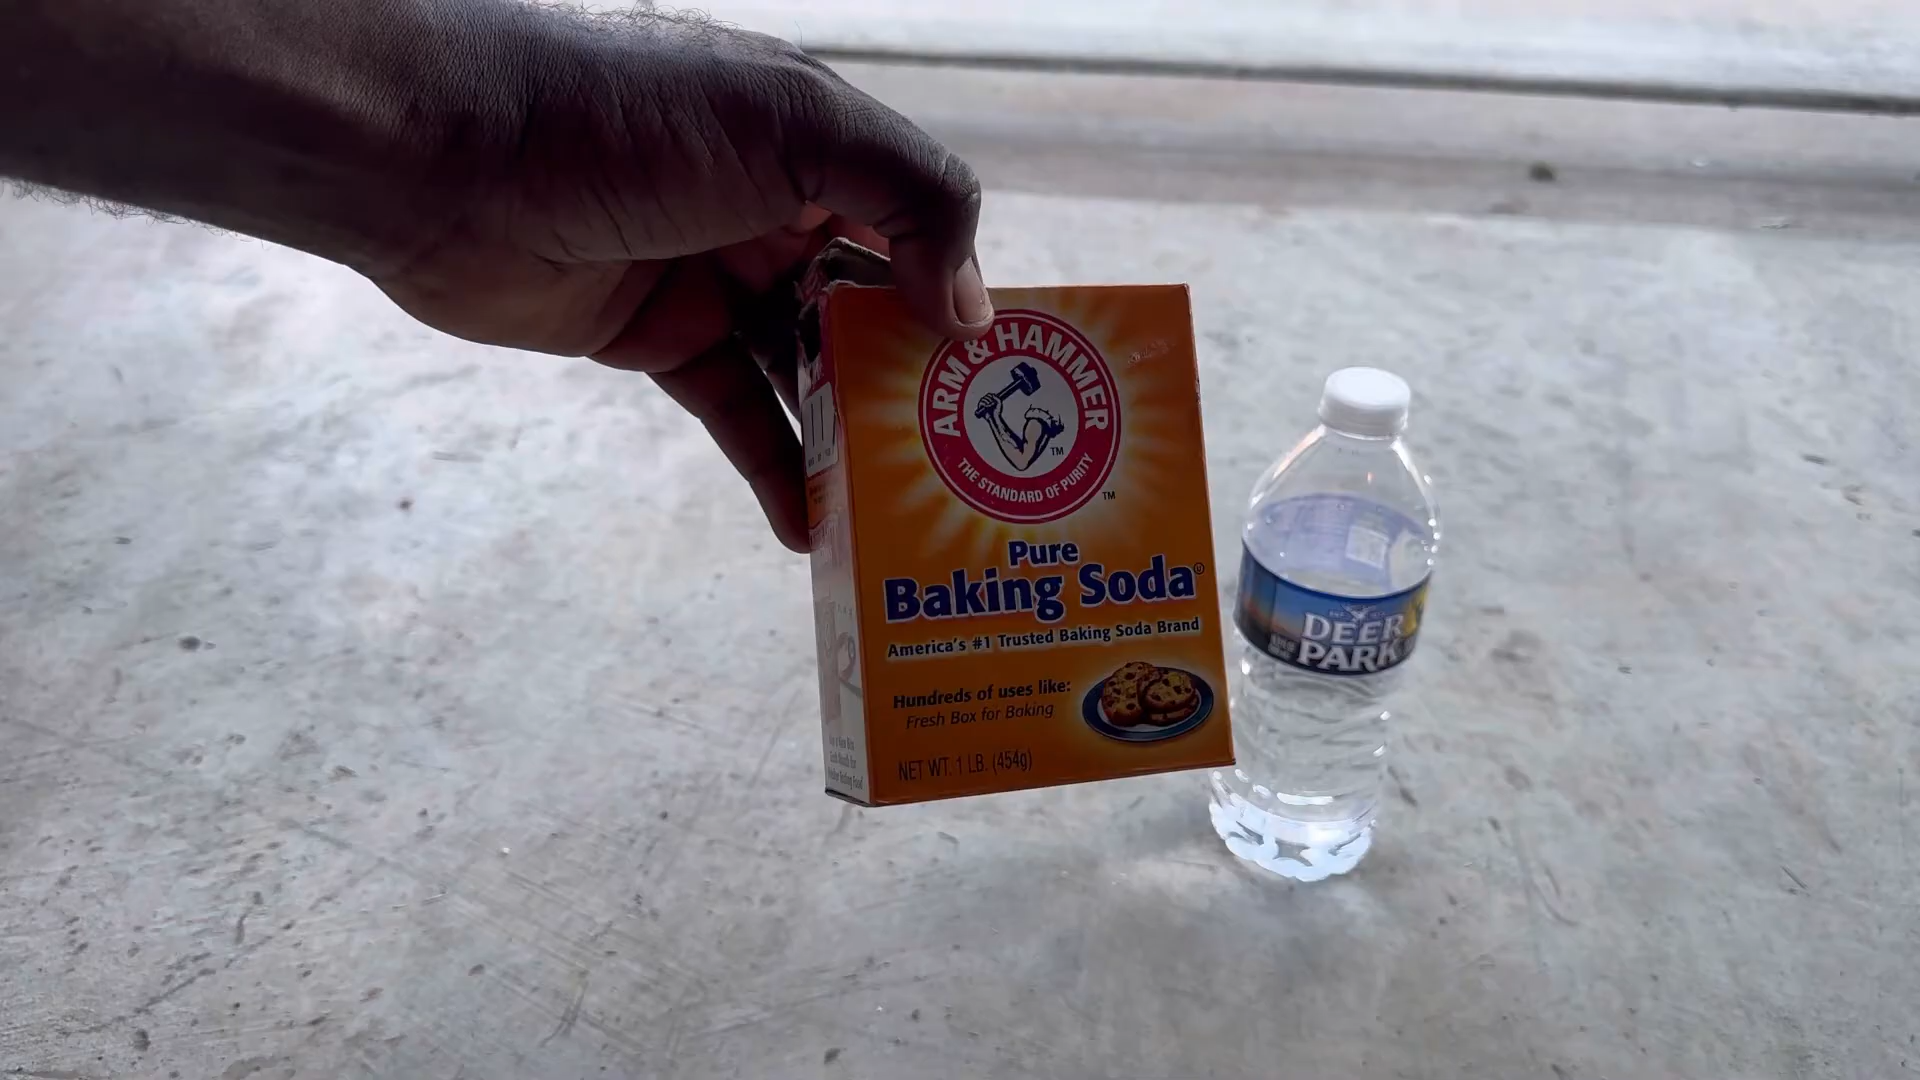 ARM & HAMMER
TM
THE STANDARD OF PURITY
TM
Pure
Baking Soda
America's #1 Trusted Baking Soda Brand
Hundreds of uses like:
Fresh Box for Baking
NET WT. 1 LB. (454g)
DEER
PARK